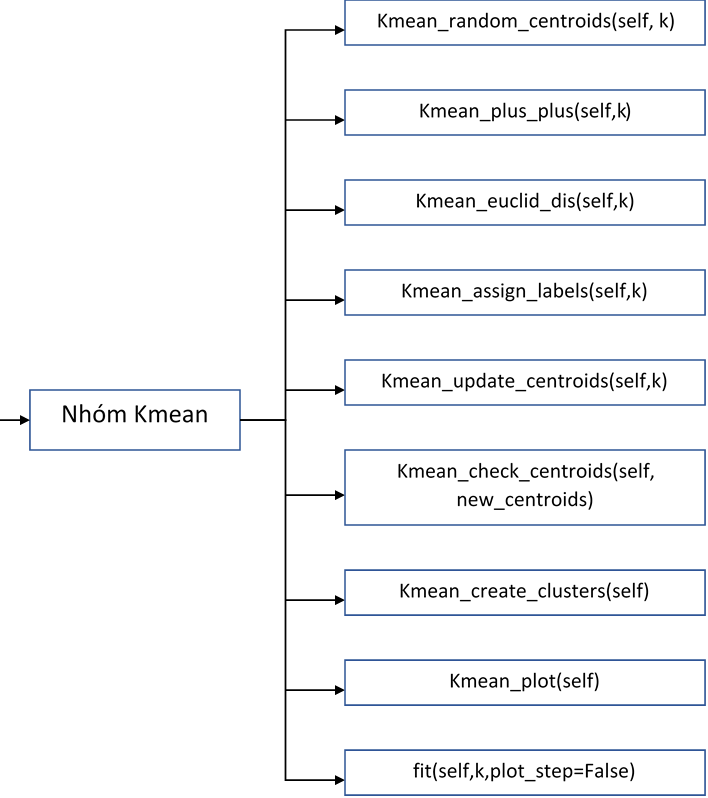 Kmean_random_centroids(self, k)
Kmean_plus_plus(self,k)
Kmean_euclid_dis(self,k)
Kmean_assign_labels(self,k)
Kmean_update_centroids(self,k)
Nhóm Kmean
Kmean_check_centroids(self,
new_centroids)
Kmean_create_clusters(self)
Kmean_plot(self)
fit(self,k,plot_step=False)